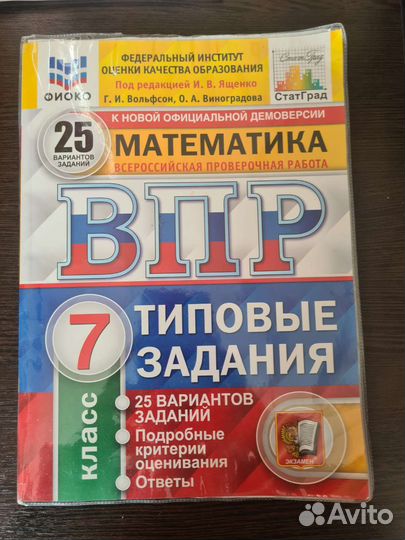 ФЕДЕРАЛЬНЫЙ ИНСТИТУТ
ОЦЕНКИ КАЧЕСТВА ОБРАЗОВАНИЯ
Под редакцией И. В. Ященко
Г. И. Вольфсон, О. А. Виноградова
ФИОКО
СтатГрад
СтатГрад
К НОВОЙ ОФИЦИАЛЬНОЙ ДЕМОВЕРСИИ
25
ВАРИАНТОВ
ЗАДАНИЙ
МАТЕМАТИКА
ВСЕРОССИЙСКАЯ ПРОВЕРОЧНАЯ РАБОТА
ВПР
7
класс
ТИПОВЫЕ
ЗАДАНИЯ
25 ВАРИАНТОВ
ЗАДАНИЙ
Подробные
критерии
оценивания
Ответы
ЭКЗАМЕН
Avito